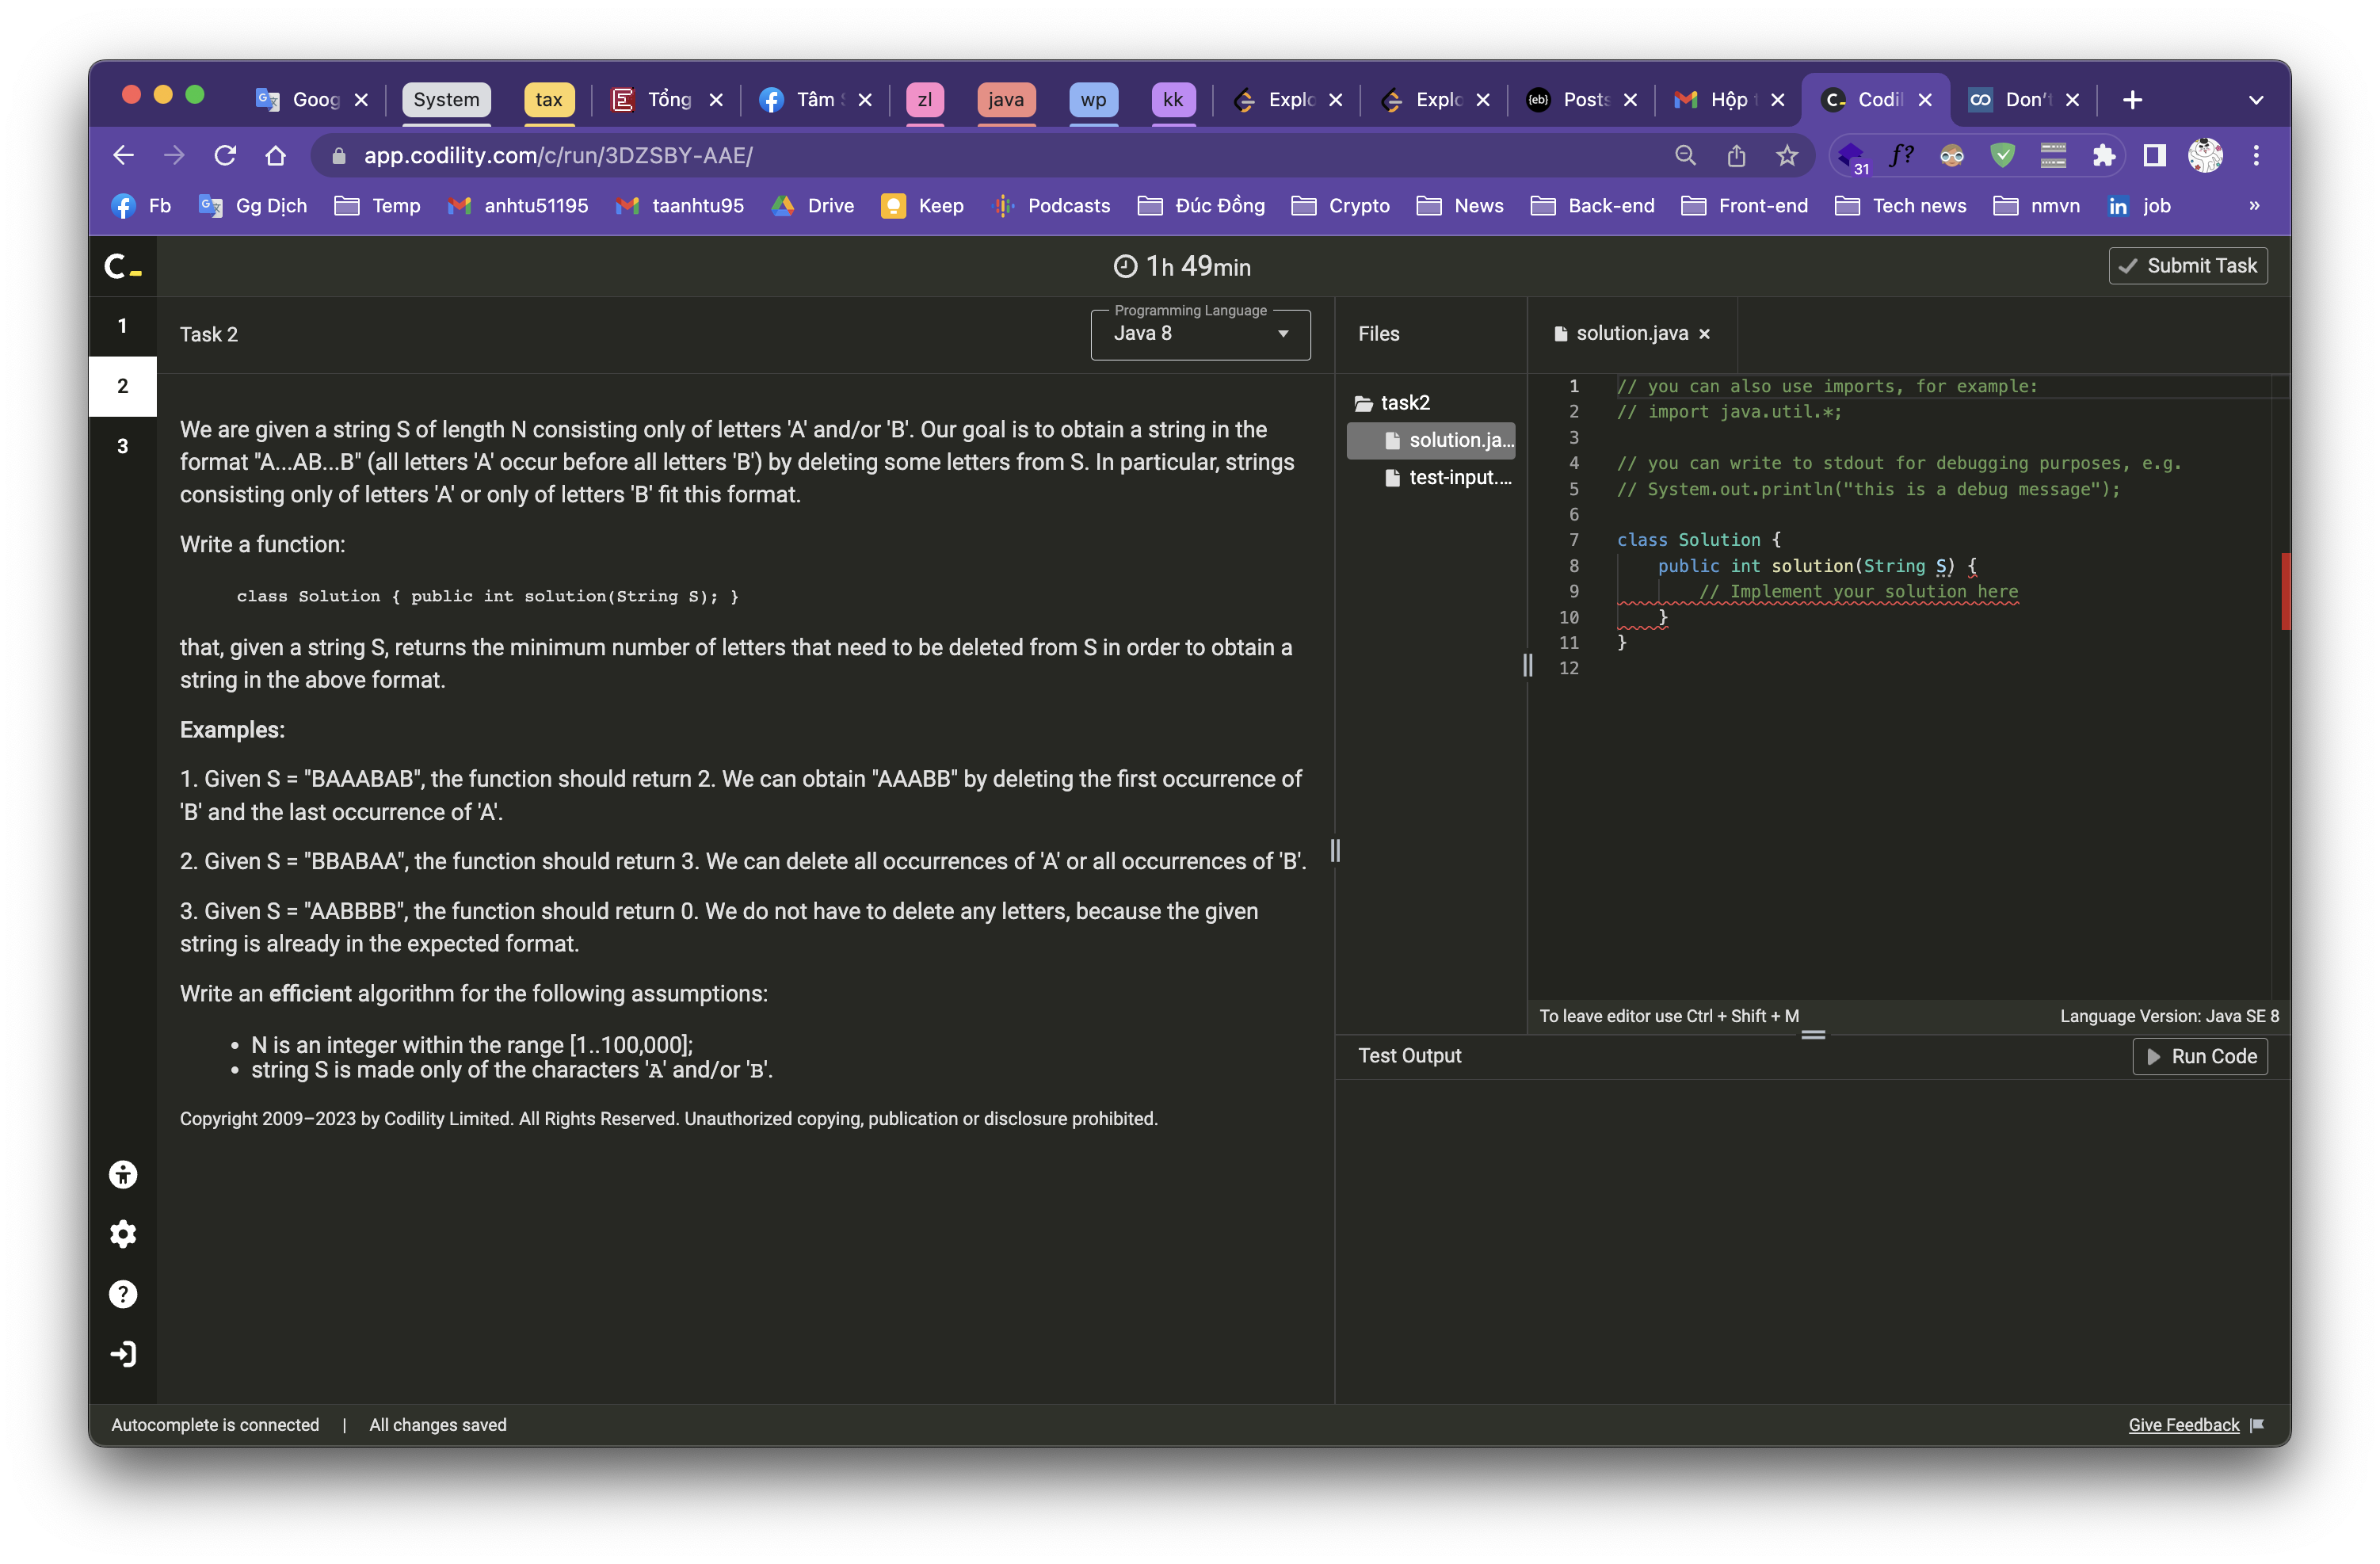 Goog
System
tax
Tổng
Tâm
zl
java
wp
kk
Explo
Explo
Posts
Hộp
Codil
Don't
app.codility.com/c/run/3DZSBY-AAE/
31
f?
Fb
Gg Dịch
Temp
anhtu51195
taanhtu95
Drive
Keep
Podcasts
Đúc Đồng
Crypto
News
Back-end
Front-end
Tech news
nmvn
job
»
1h 49min
Submit Task
1
2
3
Task 2
Programming Language
Java 8
We are given a string S of length N consisting only of letters 'A' and/or 'B'. Our goal is to obtain a string in the
format "A...AB...B" (all letters 'A' occur before all letters 'B') by deleting some letters from S. In particular, strings
consisting only of letters 'A' or only of letters 'B' fit this format.
Write a function:
class Solution { public int solution(String S); }
that, given a string S, returns the minimum number of letters that need to be deleted from S in order to obtain a
string in the above format.
Examples:
1. Given S = "BAAABAB", the function should return 2. We can obtain "AAABB" by deleting the first occurrence of
'B' and the last occurrence of 'A'.
2. Given S = "BBABAA", the function should return 3. We can delete all occurrences of 'A' or all occurrences of 'B'.
3. Given S = "AABBBB", the function should return 0. We do not have to delete any letters, because the given
string is already in the expected format.
Write an efficient algorithm for the following assumptions:
• N is an integer within the range [1..100,000];
• string S is made only of the characters 'A' and/or 'B'.
Copyright 2009–2023 by Codility Limited. All Rights Reserved. Unauthorized copying, publication or disclosure prohibited.
Files
task2
solution.ja...
test-input....
solution.java
1 // you can also use imports, for example:
2 // import java.util.*;
3
4 // you can write to stdout for debugging purposes, e.g.
5 // System.out.println("this is a debug message");
6
7 class Solution {
8 public int solution(String S) {
9 // Implement your solution here
10 }
11 }
12
To leave editor use Ctrl + Shift + M
Language Version: Java SE 8
Test Output
Run Code
Autocomplete is connected | All changes saved
Give Feedback